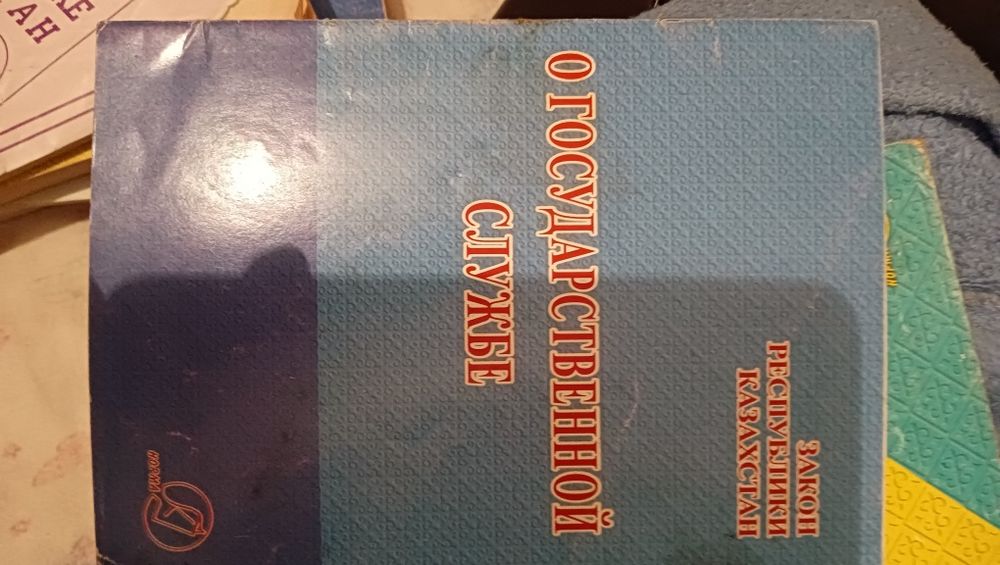 ЗАКОН
РЕСПУБЛИКИ
КАЗАХСТАН
О ГОСУДАРСТВЕННОЙ
СЛУЖБЕ